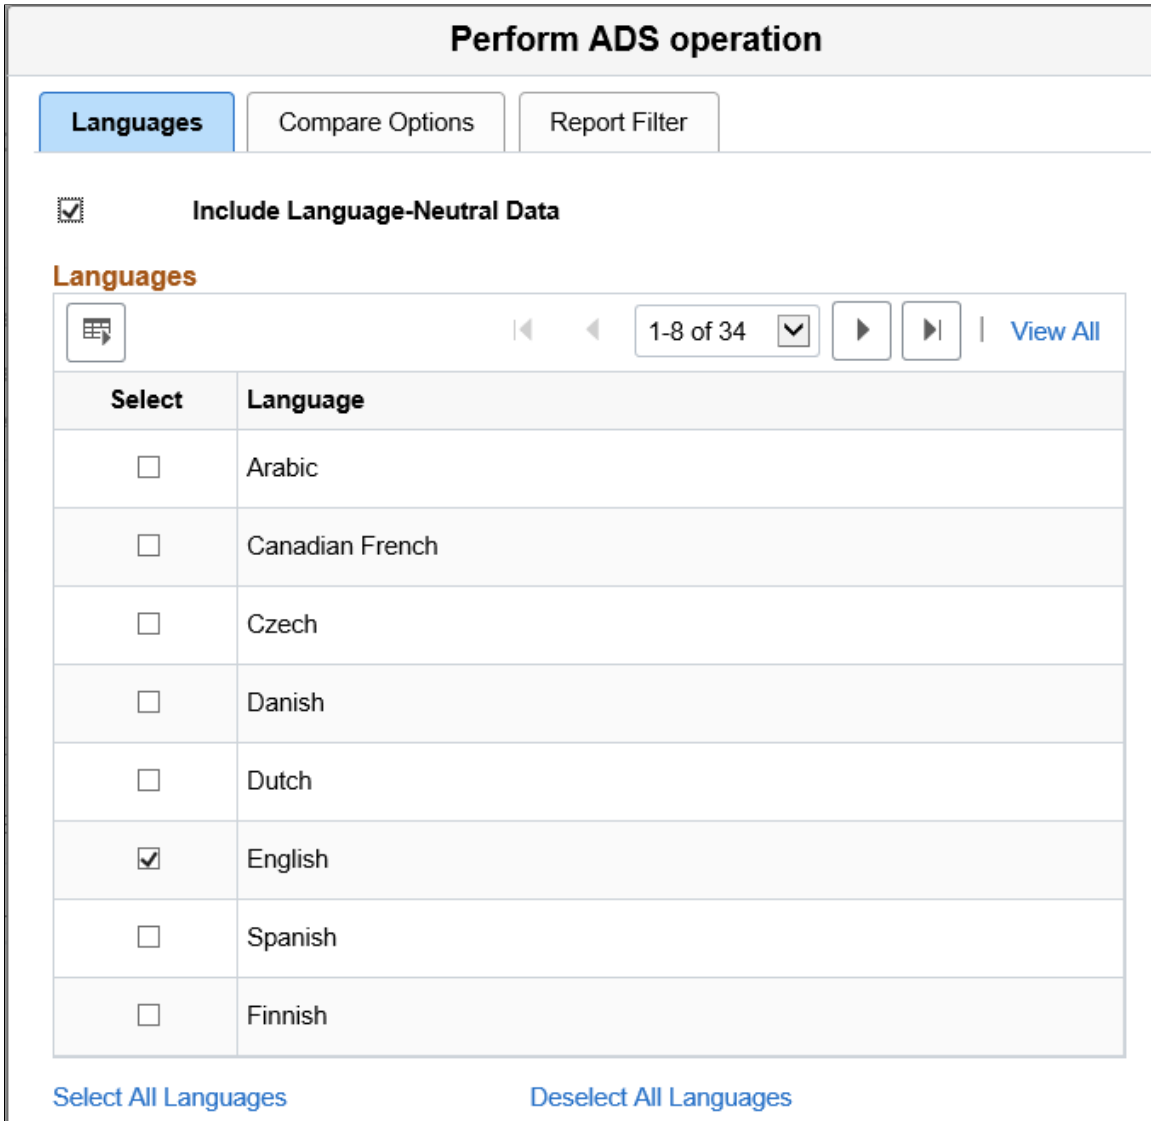 Perform ADS operation
Languages Compare Options Report Filter
Include Language-Neutral Data
Languages
1-8 of 34 | View All
Select Language
Arabic
Canadian French
Czech
Danish
Dutch
English
Spanish
Finnish
Select All Languages Deselect All Languages